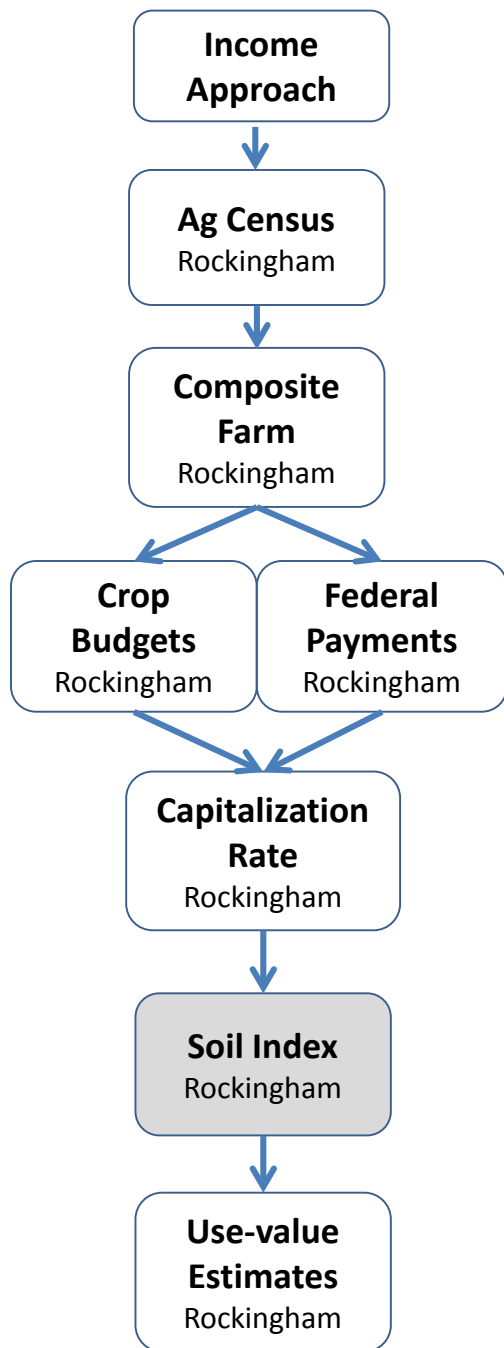 Income
Approach
Ag Census
Rockingham
Composite
Farm
Rockingham
Crop
Budgets
Rockingham
Federal
Payments
Rockingham
Capitalization
Rate
Rockingham
Soil Index
Rockingham
Use-value
Estimates
Rockingham